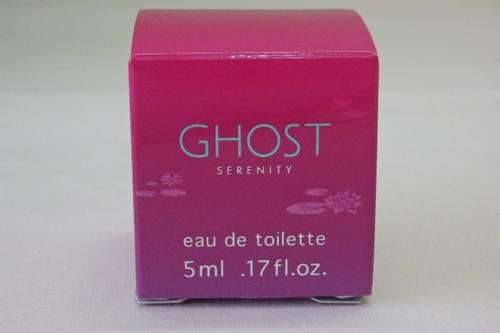 GHOST
SERENITY
eau de toilette
5ml .17fl.oz.